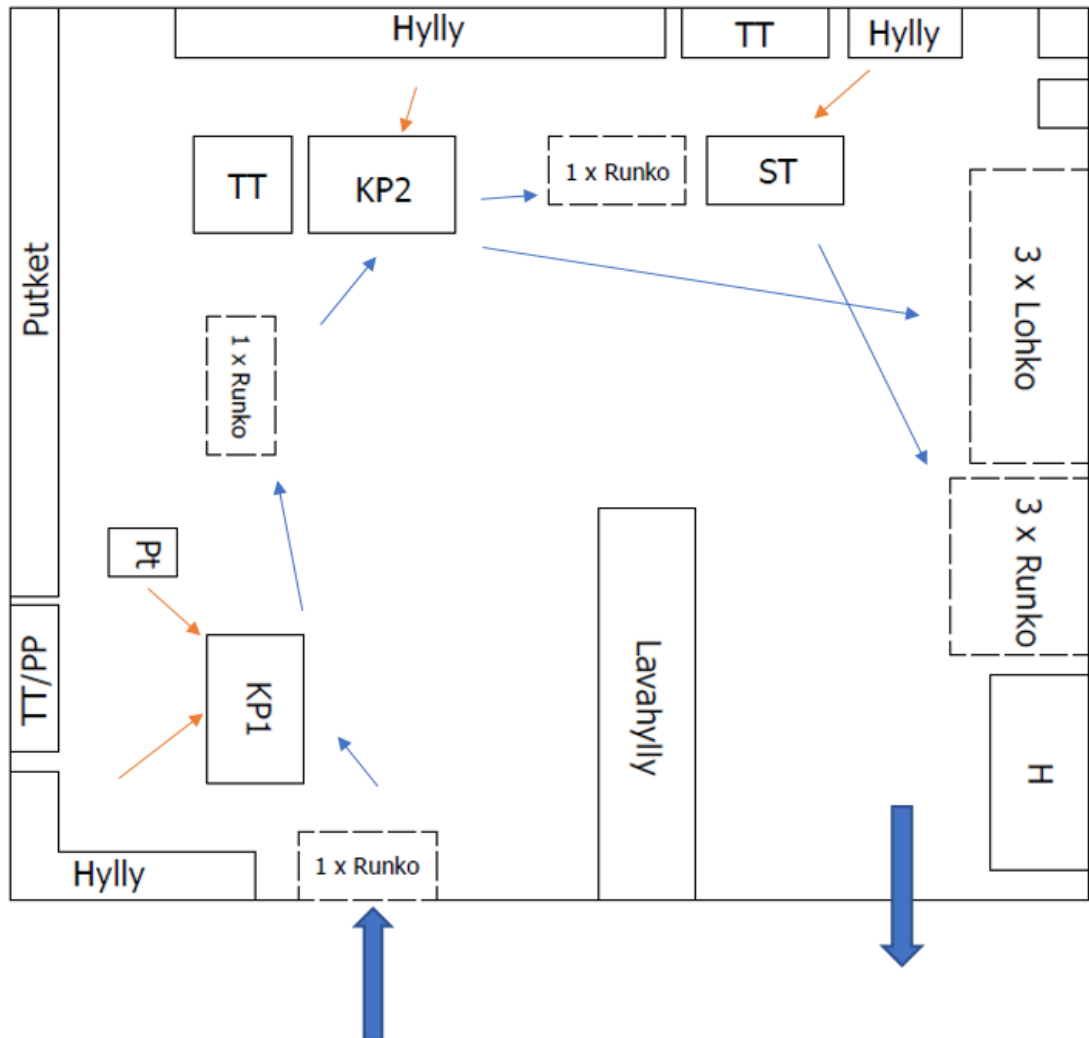 Hylly
TT
Hylly
TT
KP2
1 x Runko
ST
Putket
3 x Lohko
1 x Runko
Pt
3 x Runko
TT/PP
KP1
Lavahylly
H
Hylly
1 x Runko